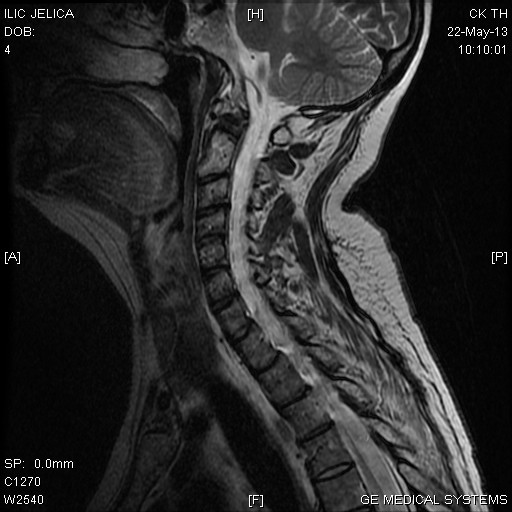 ILIC JELICA
DOB:
4
[H]
CK TH
22-May-13
10:10:01
[A]
[P]
SP: 0.0mm
C1270
W2540
[F]
GE MEDICAL SYSTEMS